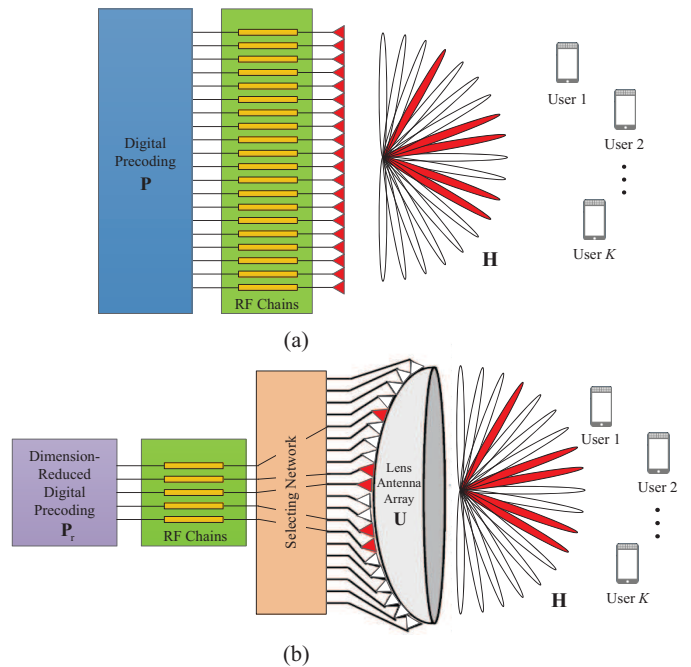 Digital
Precoding
P
RF Chains
H
User 1
User 2
User K
(a)
Dimension-
Reduced
Digital
Precoding
Pr
RF Chains
Selecting Network
Lens
Antenna
Array
U
H
User 1
User 2
User K
(b)